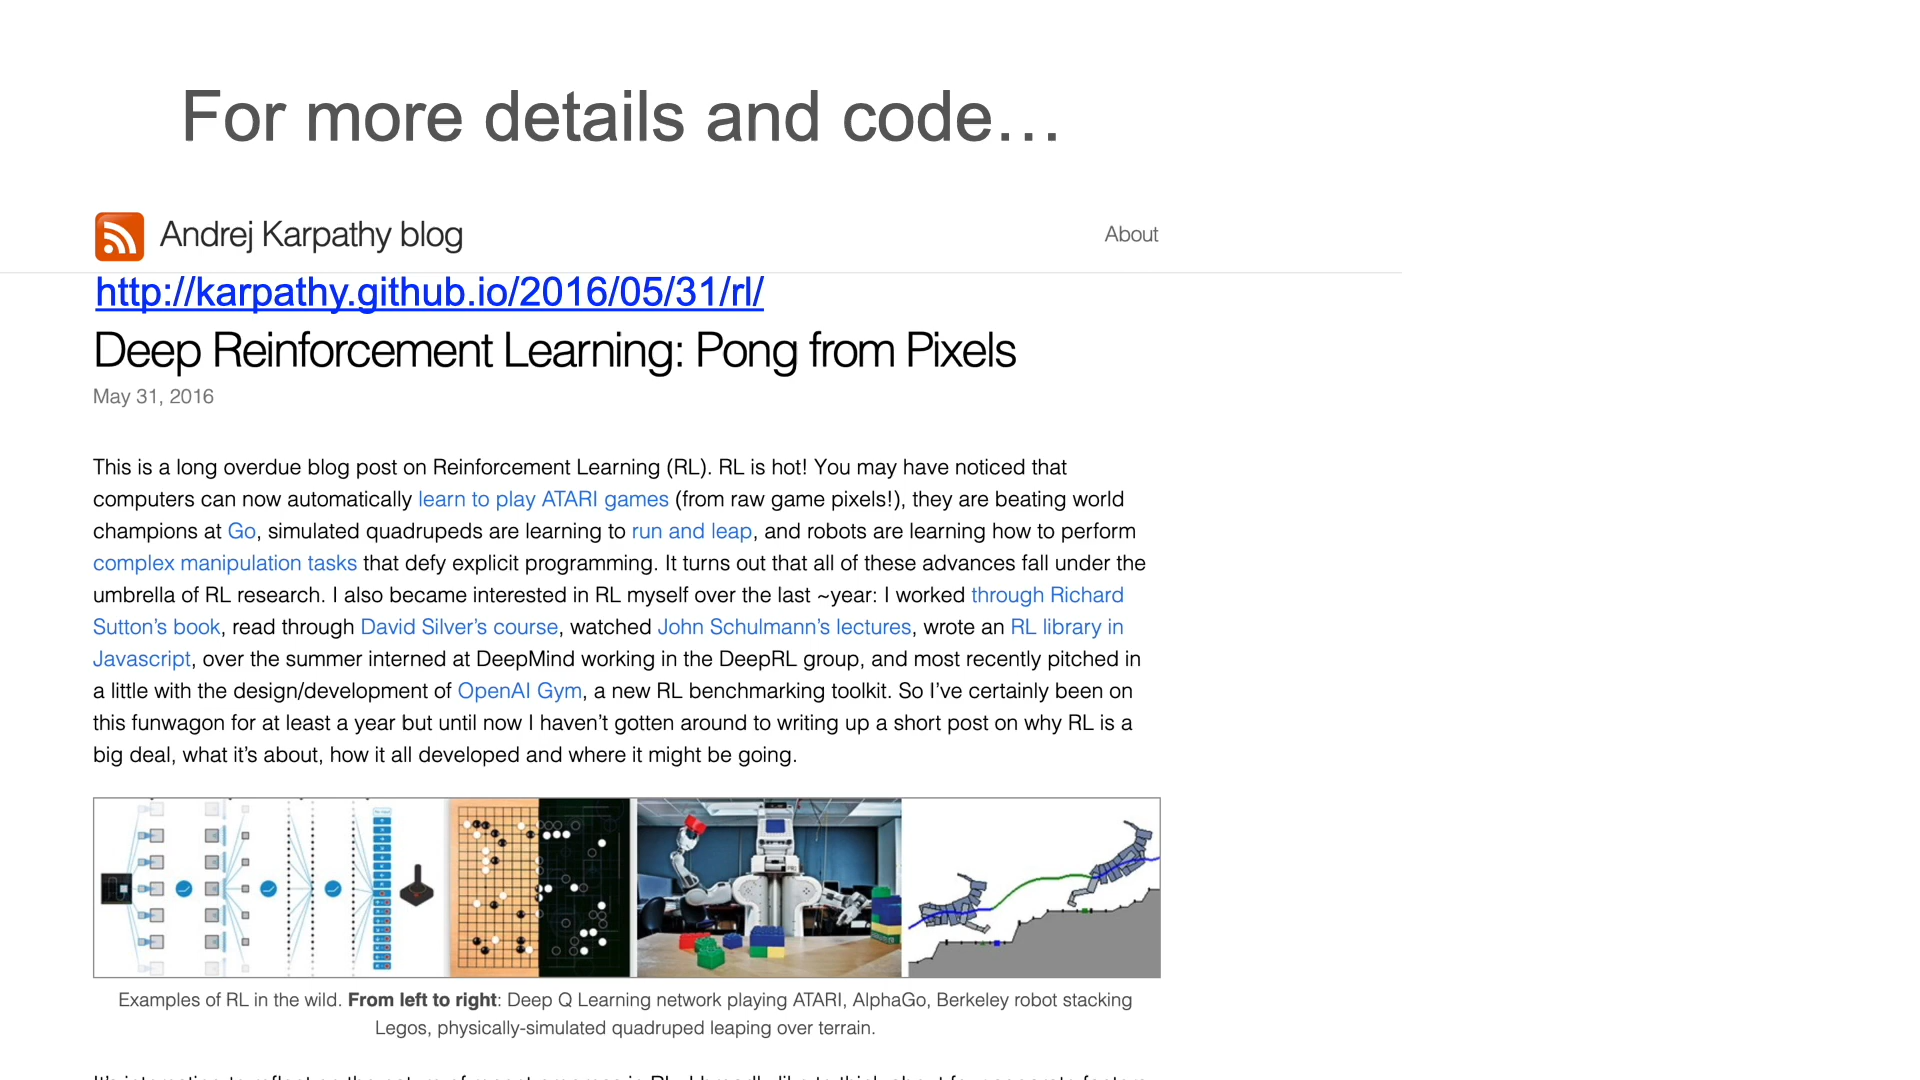 For more details and code…
Andrej Karpathy blog
About
http://karpathy.github.io/2016/05/31/rl/
Deep Reinforcement Learning: Pong from Pixels
May 31, 2016
This is a long overdue blog post on Reinforcement Learning (RL). RL is hot! You may have noticed that
computers can now automatically learn to play ATARI games (from raw game pixels!), they are beating world
champions at Go, simulated quadrupeds are learning to run and leap, and robots are learning how to perform
complex manipulation tasks that defy explicit programming. It turns out that all of these advances fall under the
umbrella of RL research. I also became interested in RL myself over the last ~year: I worked through Richard
Sutton’s book, read through David Silver’s course, watched John Schulmann’s lectures, wrote an RL library in
Javascript, over the summer interned at DeepMind working in the DeepRL group, and most recently pitched in
a little with the design/development of OpenAI Gym, a new RL benchmarking toolkit. So I’ve certainly been on
this funwagon for at least a year but until now I haven’t gotten around to writing up a short post on why RL is a
big deal, what it’s about, how it all developed and where it might be going.
Examples of RL in the wild. From left to right: Deep Q Learning network playing ATARI, AlphaGo, Berkeley robot stacking
Legos, physically-simulated quadruped leaping over terrain.